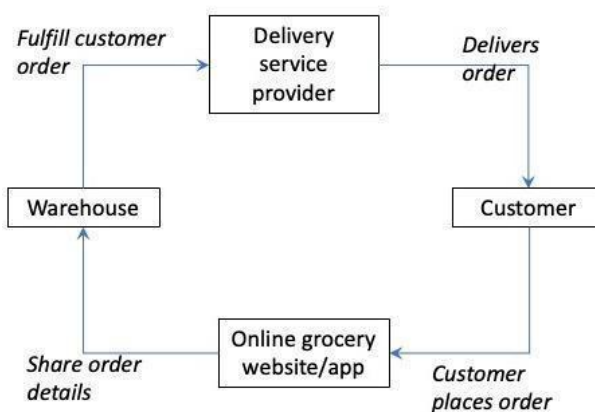 Fulfill customer
order
Delivery
service
provider
Delivers
order
Warehouse
Customer
Share order
details
Online grocery
website/app
Customer
places order